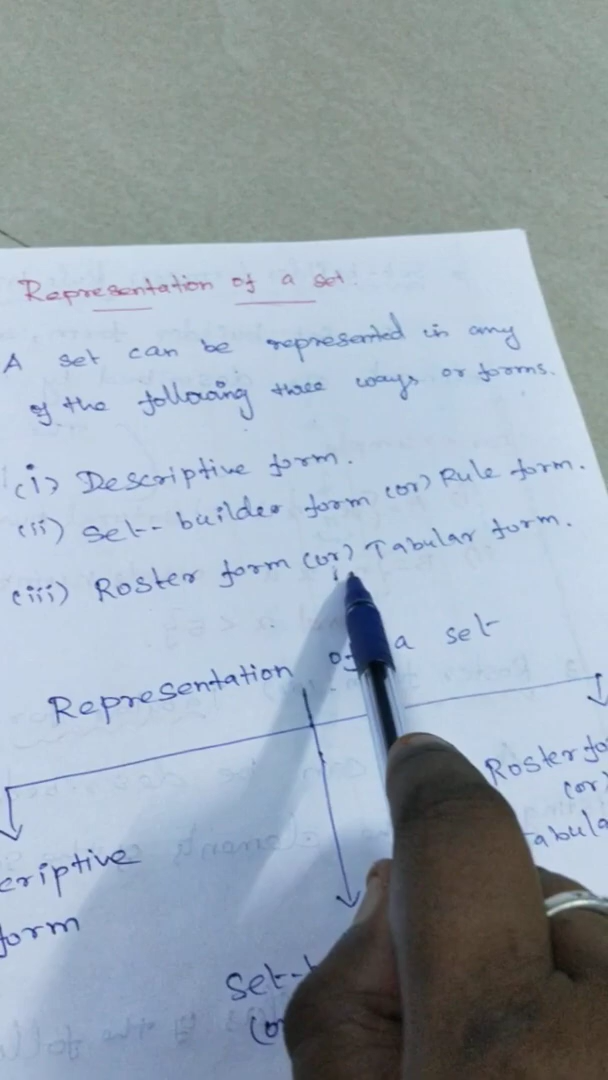 Representation of a set.
A set can be represented in any
of the following three ways or forms.
(i) Descriptive form.
(ii) Set-builder form (or) Rule form.
(iii) Roster form (or) Tabular form.
Representation of a set
Roster fo
(or)
criptive
form
Set-